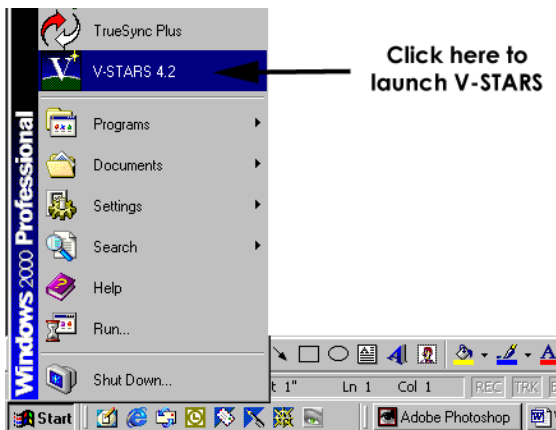 TrueSync Plus
V-STARS 4.2
Click here to
launch V-STARS
Programs
Documents
Settings
Search
Help
Run...
Shut Down...
Windows 2000 Professional
t 1" Ln 1 Col 1 REC TRK
Start Adobe Photoshop